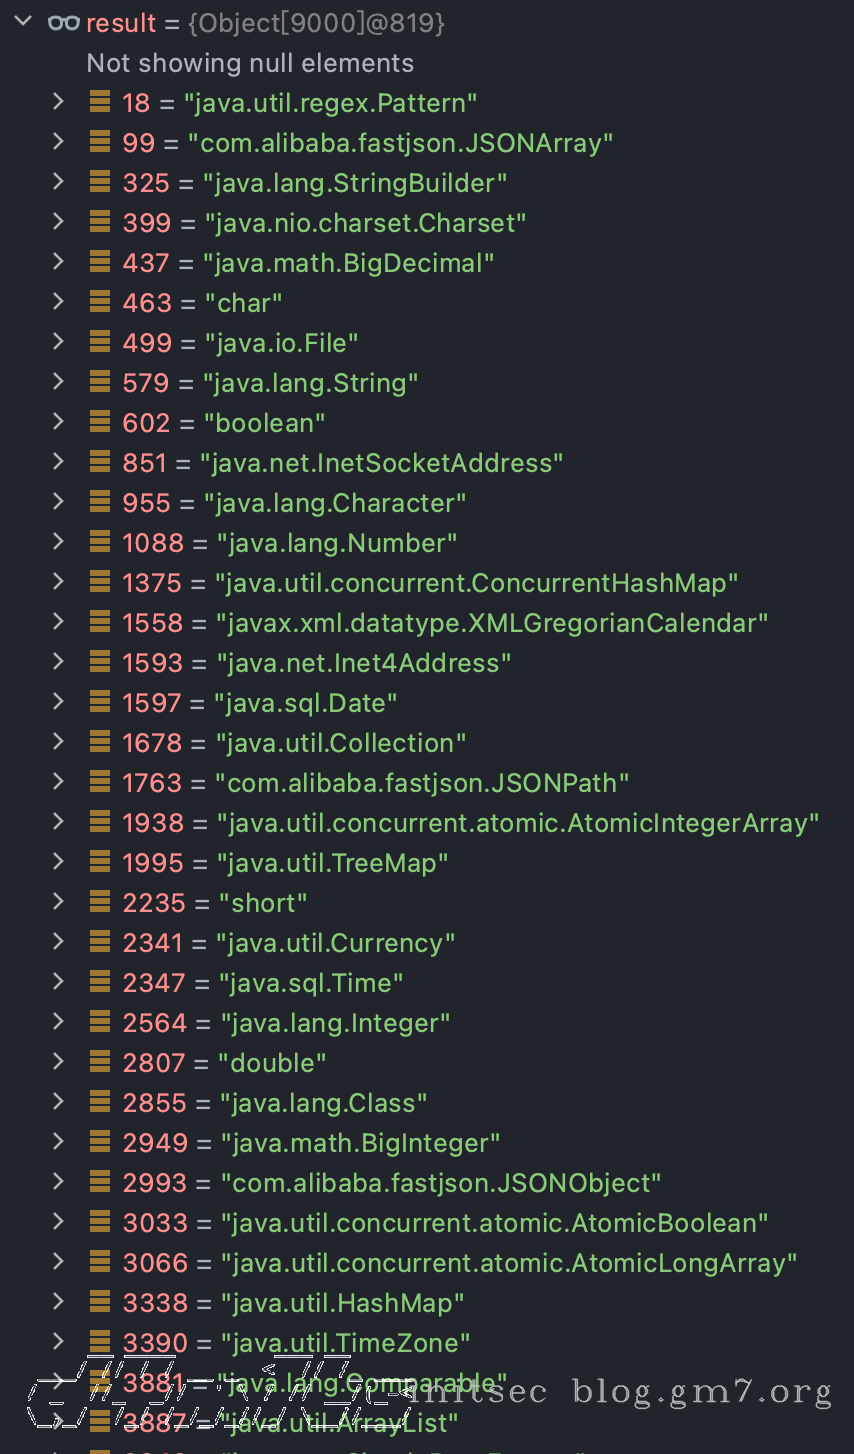 result = {Object[9000]@819}
Not showing null elements
18 = "java.util.regex.Pattern"
99 = "com.alibaba.fastjson.JSONArray"
325 = "java.lang.StringBuilder"
399 = "java.nio.charset.Charset"
437 = "java.math.BigDecimal"
463 = "char"
499 = "java.io.File"
579 = "java.lang.String"
602 = "boolean"
851 = "java.net.InetSocketAddress"
955 = "java.lang.Character"
1088 = "java.lang.Number"
1375 = "java.util.concurrent.ConcurrentHashMap"
1558 = "javax.xml.datatype.XMLGregorianCalendar"
1593 = "java.net.Inet4Address"
1597 = "java.sql.Date"
1678 = "java.util.Collection"
1763 = "com.alibaba.fastjson.JSONPath"
1938 = "java.util.concurrent.atomic.AtomicIntegerArray"
1995 = "java.util.TreeMap"
2235 = "short"
2341 = "java.util.Currency"
2347 = "java.sql.Time"
2564 = "java.lang.Integer"
2807 = "double"
2855 = "java.lang.Class"
2949 = "java.math.BigInteger"
2993 = "com.alibaba.fastjson.JSONObject"
3033 = "java.util.concurrent.atomic.AtomicBoolean"
3066 = "java.util.concurrent.atomic.AtomicLongArray"
3338 = "java.util.HashMap"
3390 = "java.util.TimeZone"
3881 = "java.lang.Comparable"
blog.gm7.org
3887 = "java.util.ArrayList"